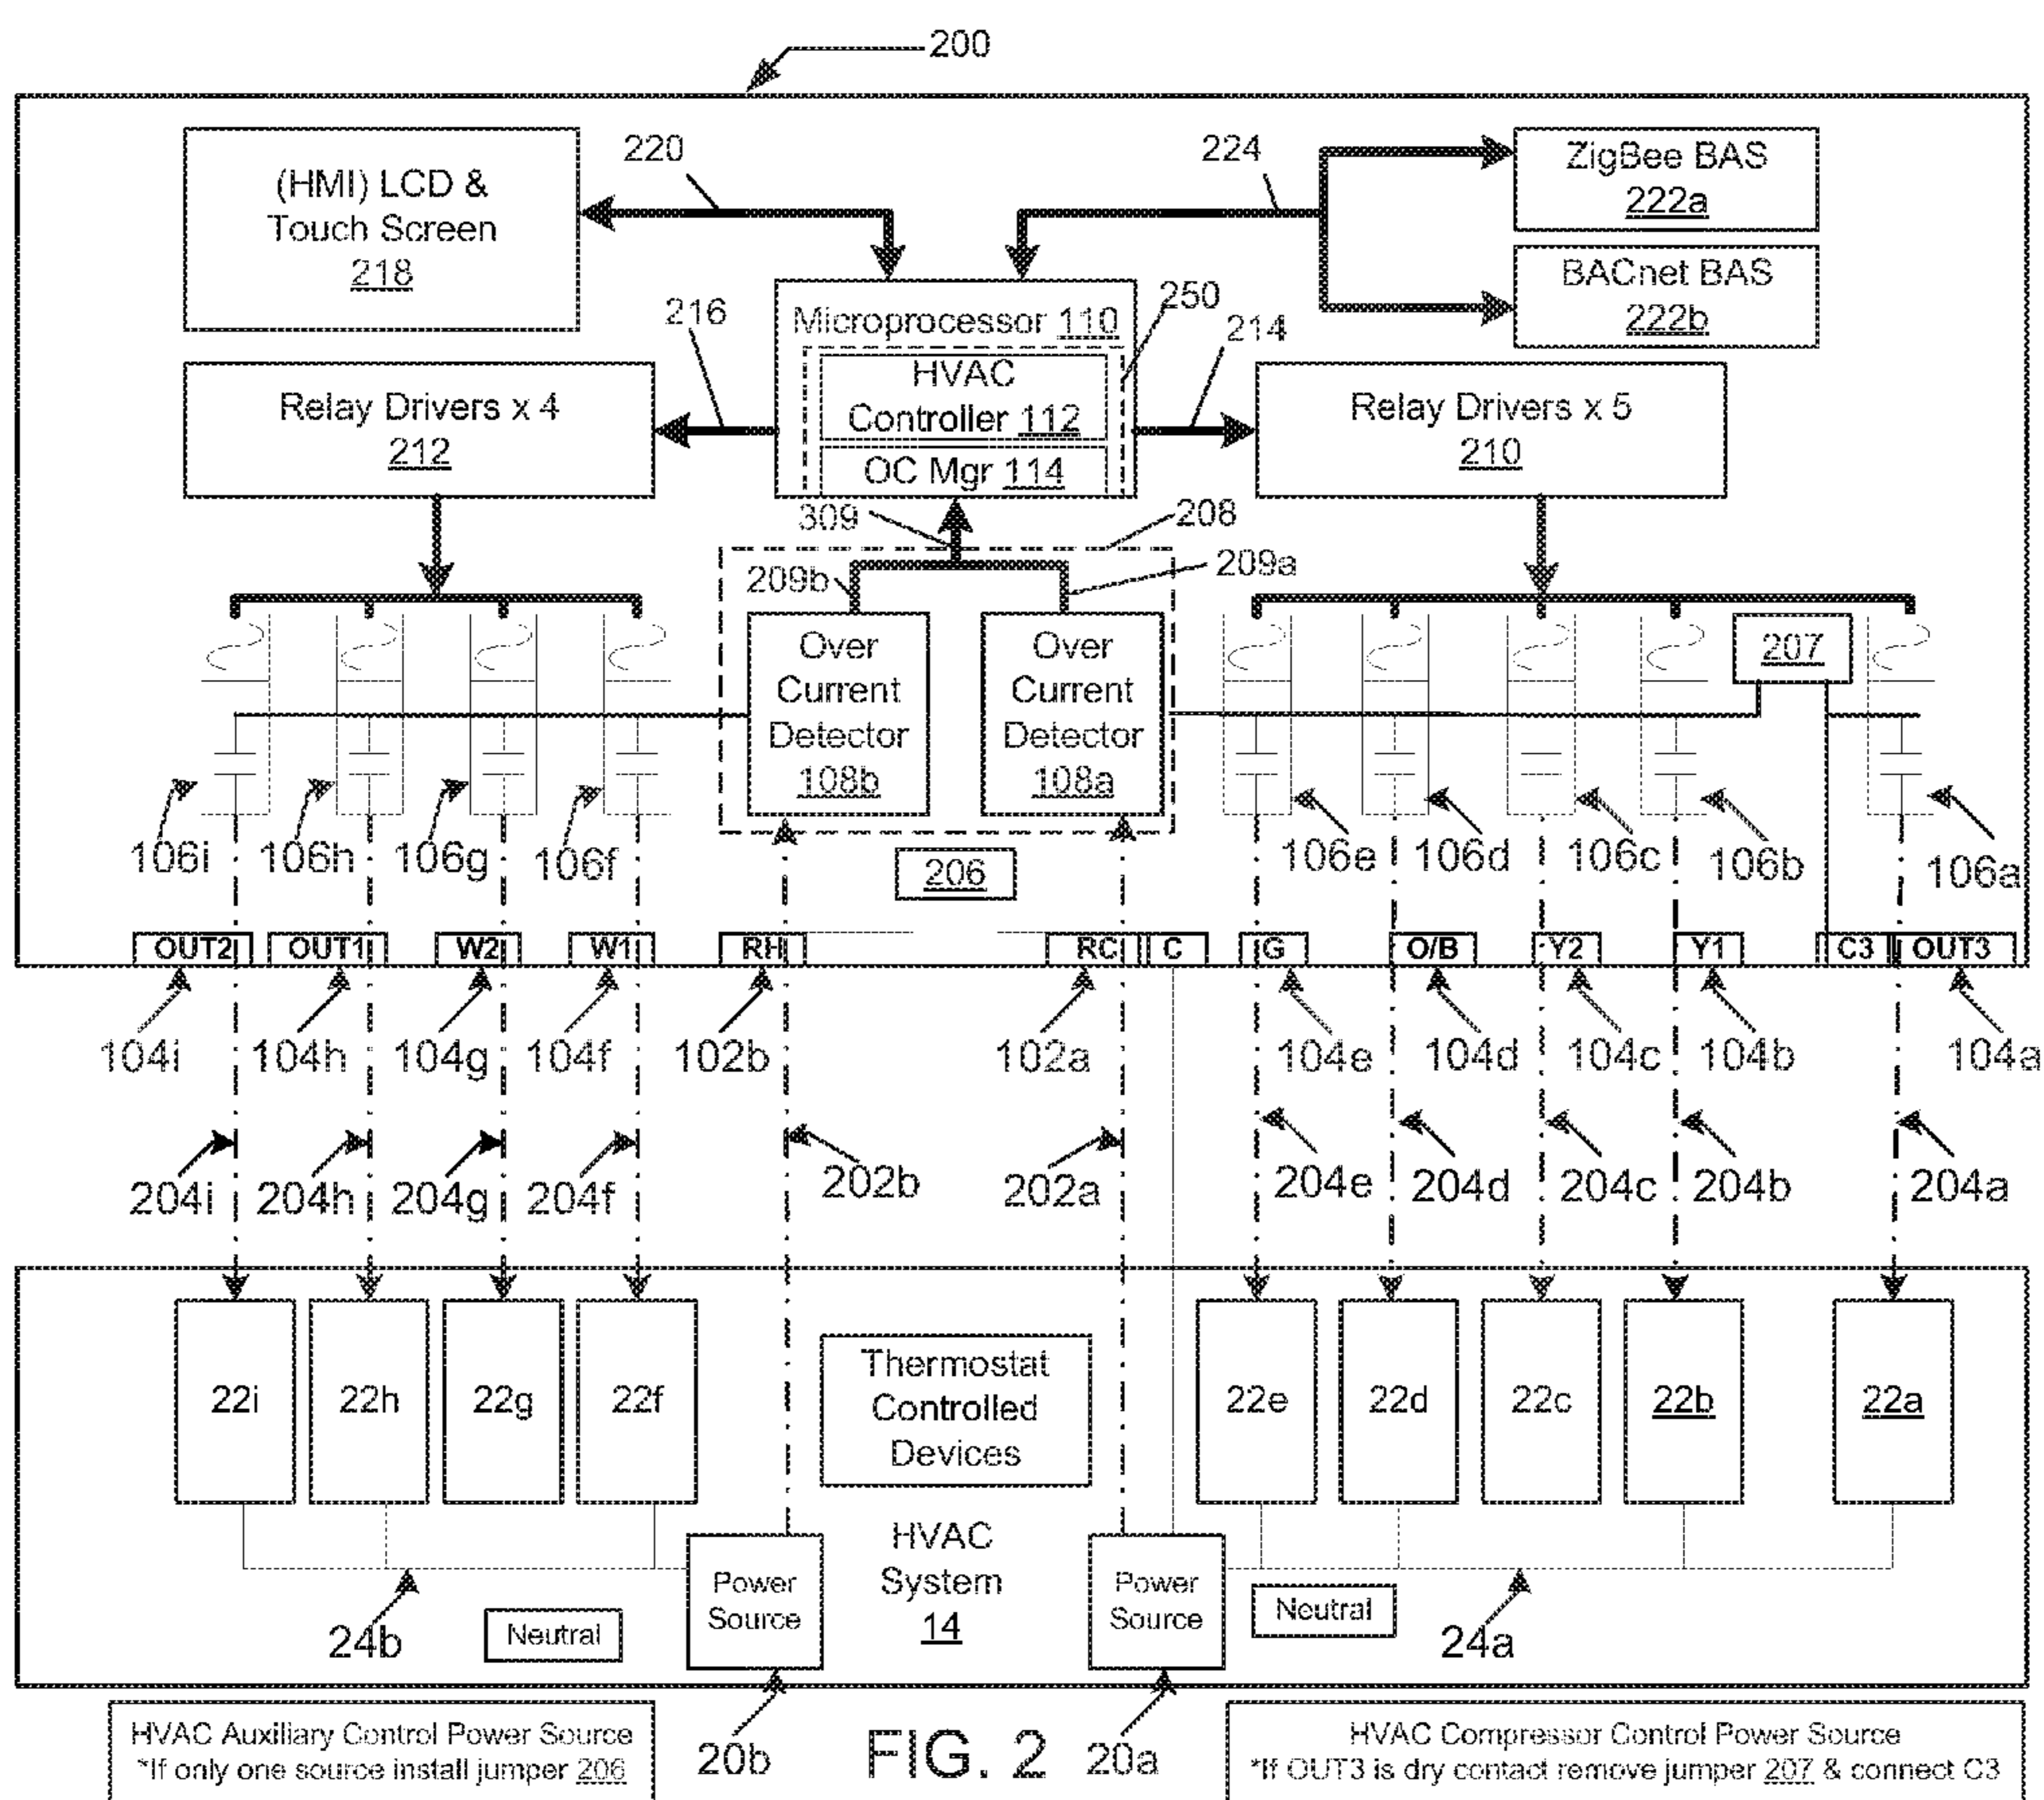 200
(HMI) LCD &
Touch Screen
218
220
224
ZigBee BAS
222a
BACnet BAS
222b
216
Microprocessor 110
250
214
HVAC
Controller 112
OC Mgr 114
Relay Drivers x 4
212
Relay Drivers x 5
210
309
208
209b
209a
Over
Current
Detector
108b
Over
Current
Detector
108a
207
106i
106h
106g
106f
206
106e
106d
106c
106b
106a
OUT2
OUT1
W2
W1
RH
RC
C
G
O/B
Y2
Y1
C3
OUT3
104i
104h
104g
104f
102b
102a
104e
104d
104c
104b
104a
204i
204h
204g
204f
202b
202a
204e
204d
204c
204b
204a
22i
22h
22g
22f
Thermostat
Controlled
Devices
22e
22d
22c
22b
22a
HVAC
System
14
Power
Source
Power
Source
24b
Neutral
Neutral
24a
HVAC Auxiliary Control Power Source
*If only one source install jumper 206
20b
FIG. 2
20a
HVAC Compressor Control Power Source
*If OUT3 is dry contact remove jumper 207 & connect C3